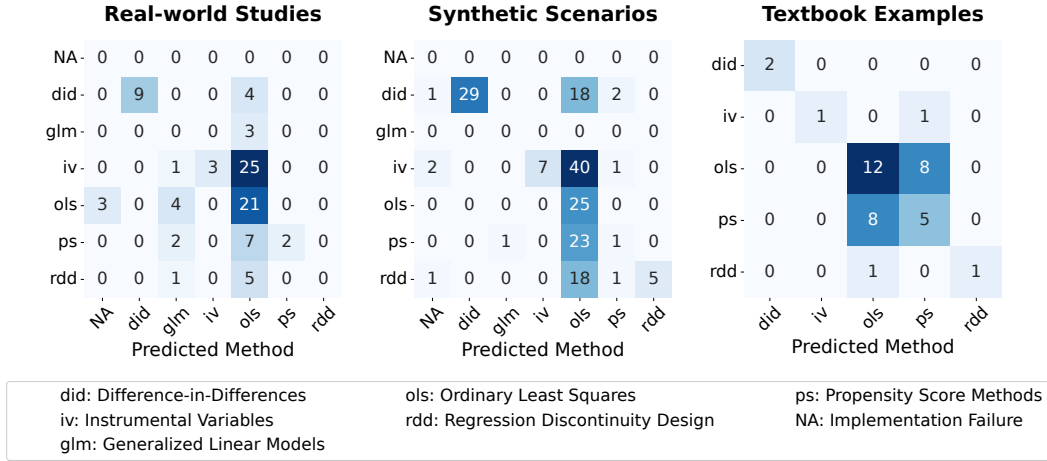 Real-world Studies Synthetic Scenarios Textbook Examples
NA 0 0 0 0 0 0 0
did 0 9 0 0 4 0 0
glm 0 0 0 0 3 0 0
iv 0 0 1 3 25 0 0
ols 3 0 4 0 21 0 0
ps 0 0 2 0 7 2 0
rdd 0 0 1 0 5 0 0
NA did glm iv ols ps rdd
Predicted Method
NA 0 0 0 0 0 0 0
did 1 29 0 0 18 2 0
glm 0 0 0 0 0 0 0
iv 2 0 0 7 40 1 0
ols 0 0 0 0 25 0 0
ps 0 0 1 0 23 1 0
rdd 1 0 0 0 18 1 5
NA did glm iv ols ps rdd
Predicted Method
did 2 0 0 0 0
iv 0 1 0 1 0
ols 0 0 12 8 0
ps 0 0 8 5 0
rdd 0 0 1 0 1
did iv ols ps rdd
Predicted Method
did: Difference-in-Differences ols: Ordinary Least Squares ps: Propensity Score Methods
iv: Instrumental Variables rdd: Regression Discontinuity Design NA: Implementation Failure
glm: Generalized Linear Models